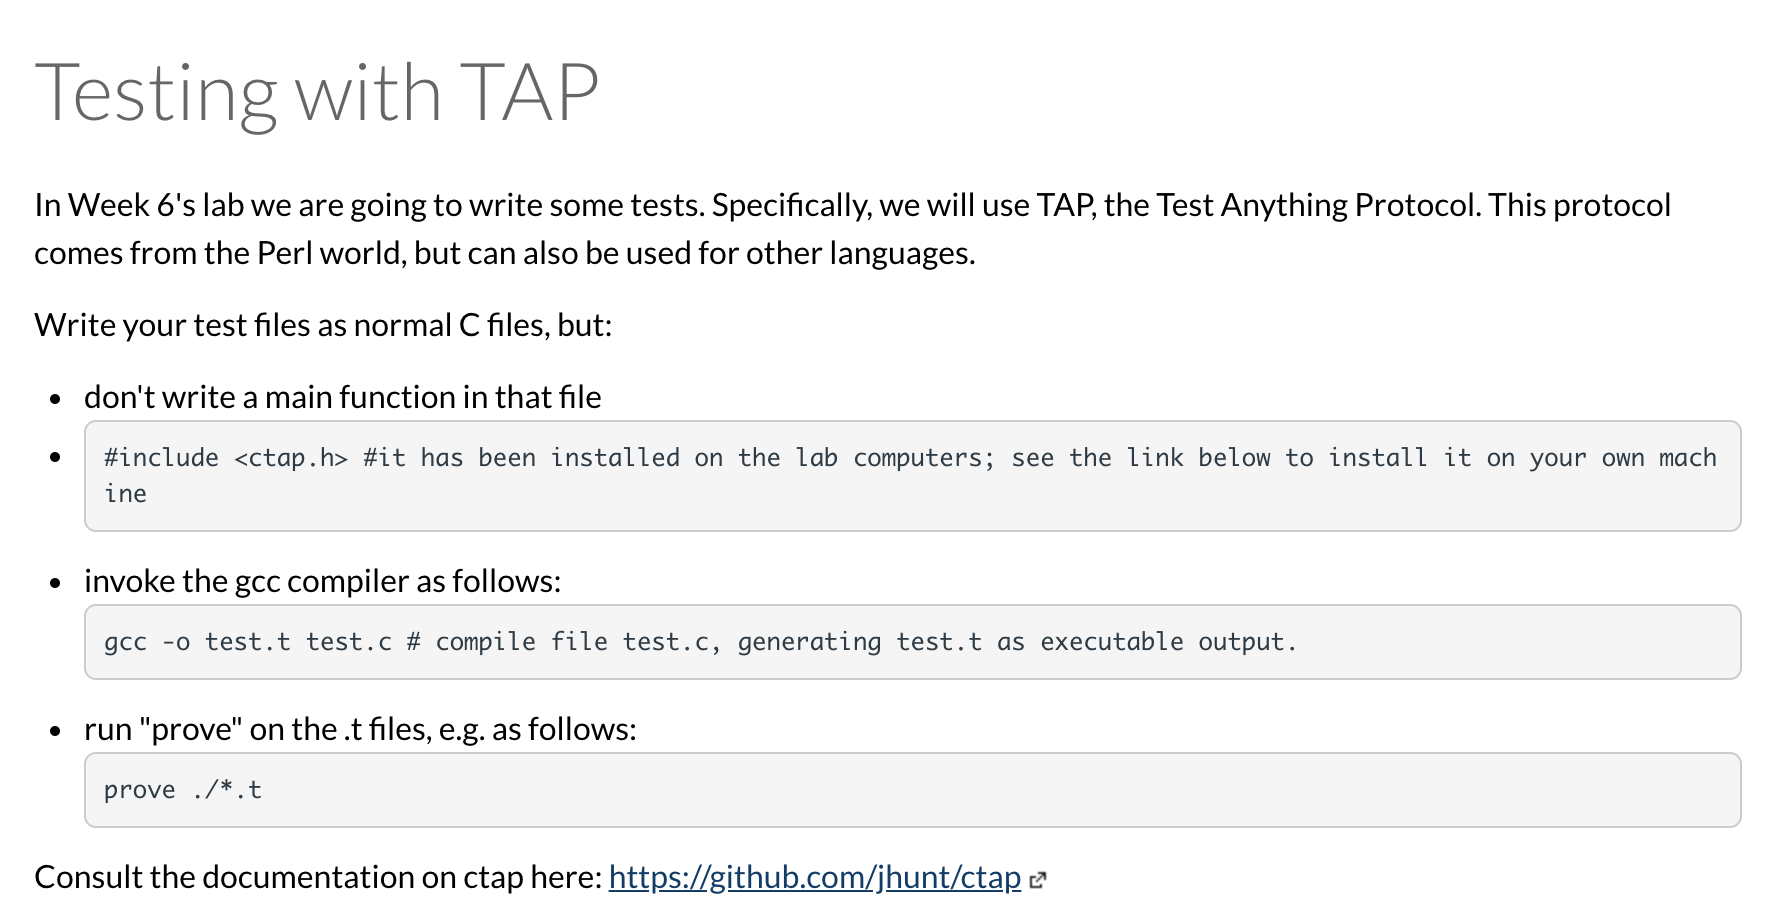 Testing with TAP
In Week 6's lab we are going to write some tests. Specifically, we will use TAP, the Test Anything Protocol. This protocol
comes from the Perl world, but can also be used for other languages.
Write your test files as normal C files, but:
• don't write a main function in that file
• #include <ctap.h> #it has been installed on the lab computers; see the link below to install it on your own mach
ine
• invoke the gcc compiler as follows:
gcc -o test.t test.c # compile file test.c, generating test.t as executable output.
• run "prove" on the .t files, e.g. as follows:
prove ./*.t
Consult the documentation on ctap here: https://github.com/jhunt/ctap